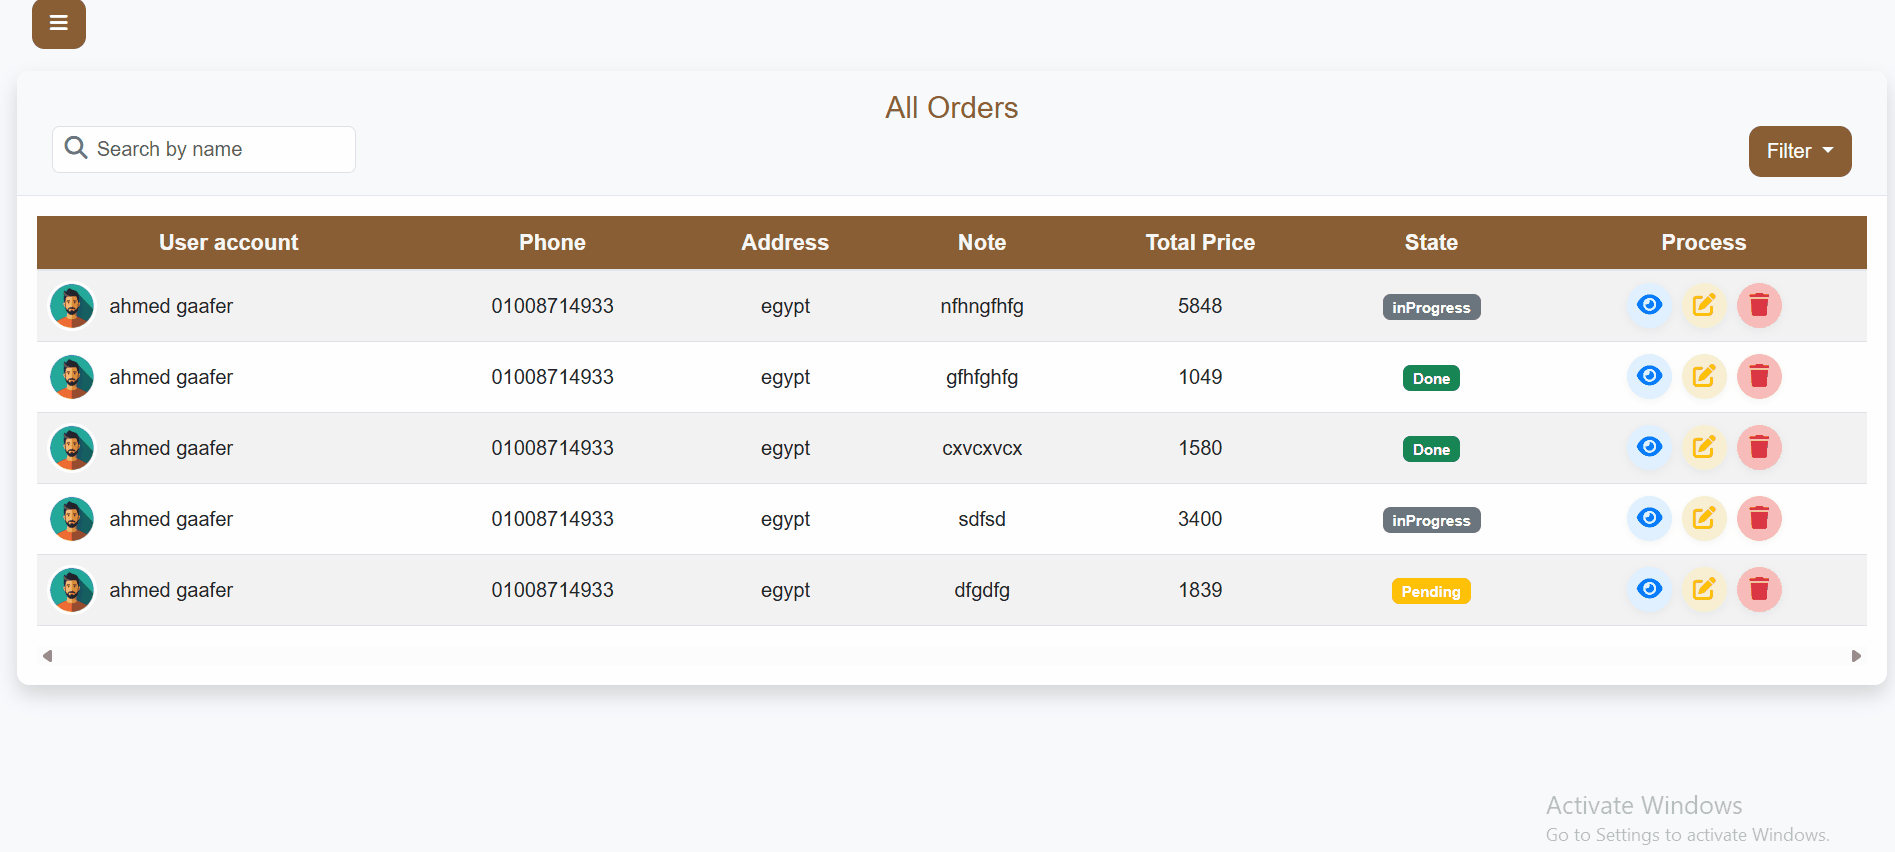 All Orders
Search by name
Filter
User account Phone Address Note Total Price State Process
ahmed gaafer 01008714933 egypt nfhngfhfg 5848 inProgress
ahmed gaafer 01008714933 egypt gfhfghfg 1049 Done
ahmed gaafer 01008714933 egypt cxvcxvcx 1580 Done
ahmed gaafer 01008714933 egypt sdfsd 3400 inProgress
ahmed gaafer 01008714933 egypt dfgdfg 1839 Pending
Activate Windows
Go to Settings to activate Windows.